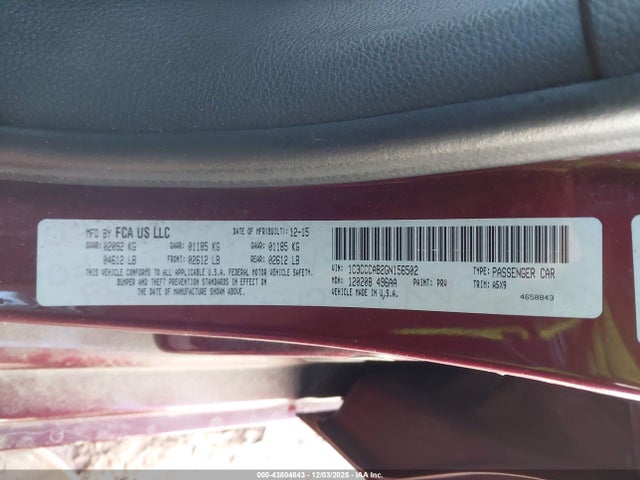 MFD BY FCA US LLC DATE OF MFR(BUILT): 12-15
GVWR: 02092 KG GAWR: 01185 KG GAWR: 01185 KG
04612 LB FRONT: 02612 LB REAR: 02612 LB
THIS VEHICLE CONFORMS TO ALL APPLICABLE U.S.A. FEDERAL MOTOR VEHICLE SAFETY,
BUMPER AND THEFT PREVENTION STANDARDS IN EFFECT ON
THE DATE OF MANUFACTURE SHOWN ABOVE.
VIN: 1C3CCCAB2GN156502 TYPE: PASSENGER CAR
MDH: 120208 496AA PAINT: PRV TRIM: A6X9
MADE IN U.S.A. 4658843
000-43804843 | 12/03/2025 - IAA Inc.